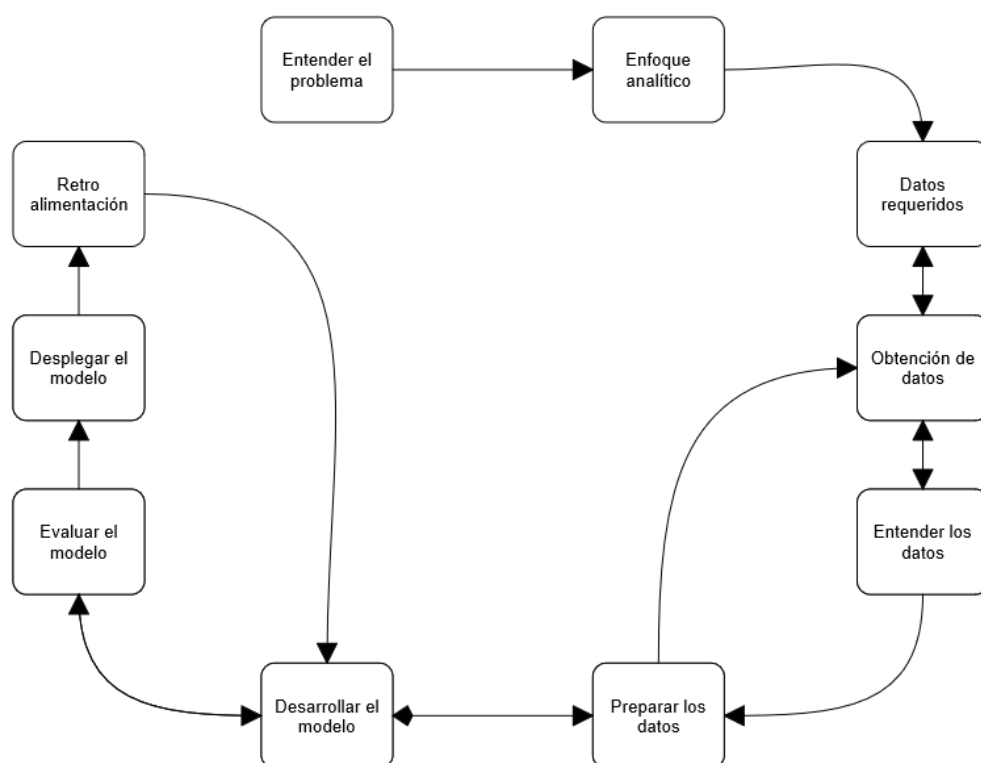 Entender el
problema
Enfoque
analítico
Datos
requeridos
Obtención de
datos
Entender los
datos
Preparar los
datos
Desarrollar el
modelo
Evaluar el
modelo
Desplegar el
modelo
Retro
alimentación